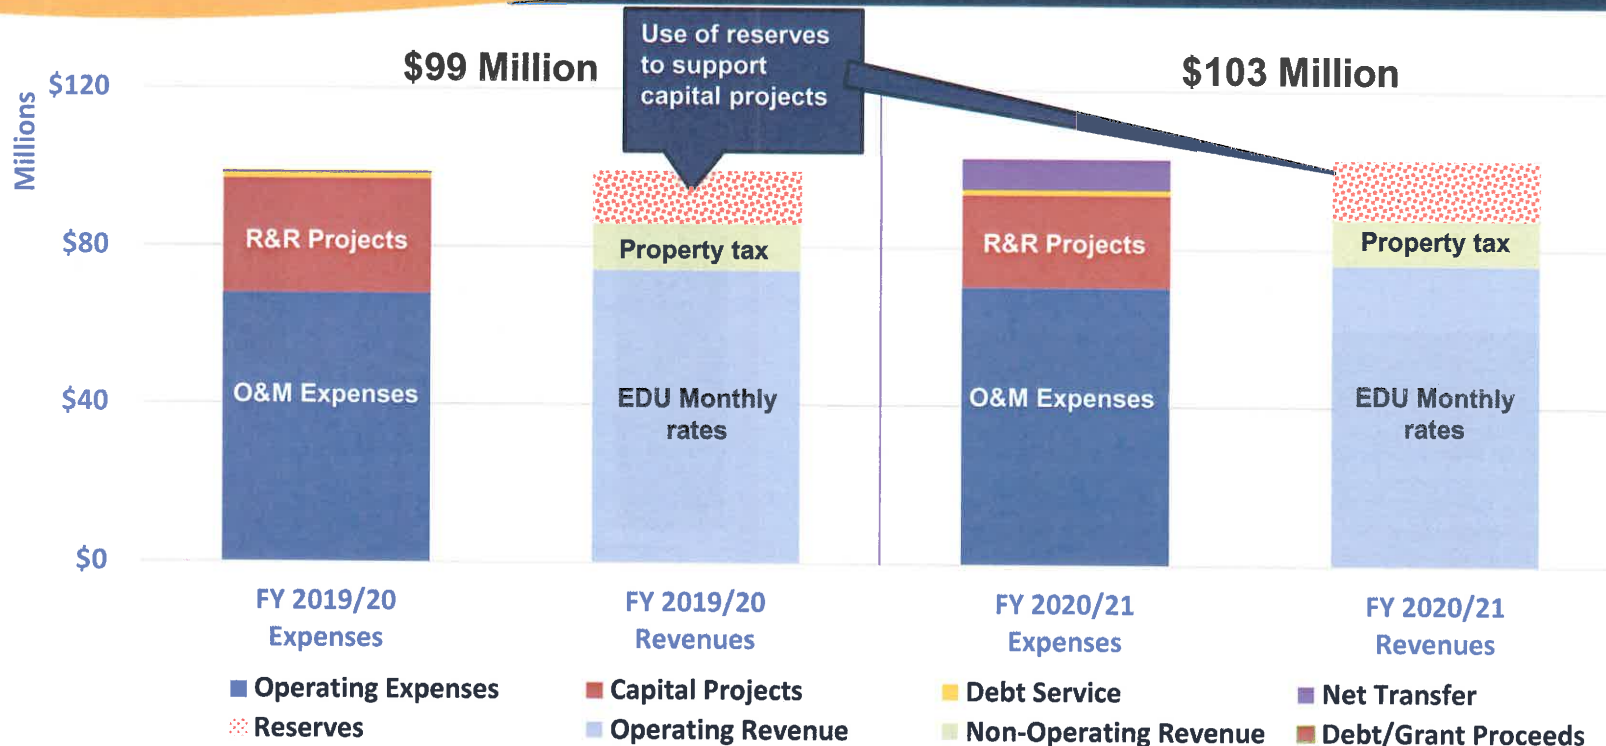 $99 Million
Use of reserves
to support
capital projects
$103 Million
Millions
$120
$80
$40
$0
R&R Projects
O&M Expenses
Property tax
EDU Monthly
rates
R&R Projects
O&M Expenses
Property tax
EDU Monthly
rates
FY 2019/20
Expenses
FY 2019/20
Revenues
FY 2020/21
Expenses
FY 2020/21
Revenues
Operating Expenses
Capital Projects
Debt Service
Net Transfer
Reserves
Operating Revenue
Non-Operating Revenue
Debt/Grant Proceeds